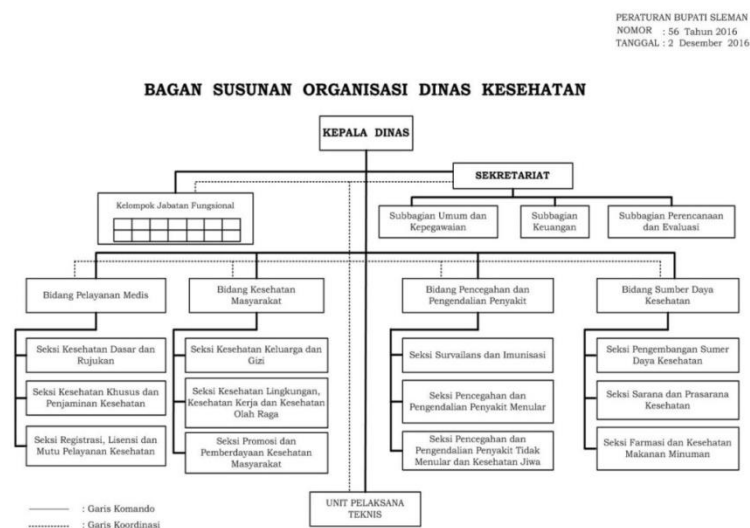 PERATURAN BUPATI SLEMAN
NOMOR : 56 Tahun 2016
TANGGAL : 2 Desember 2016
BAGAN SUSUNAN ORGANISASI DINAS KESEHATAN
KEPALA DINAS
SEKRETARIAT
Kelompok Jabatan Fungsional
Subbagian Umum dan
Kepegawaian
Subbagian
Keuangan
Subbagian Perencanaan
dan Evaluasi
Bidang Pelayanan Medis
Bidang Kesehatan
Masyarakat
Bidang Pencegahan dan
Pengendalian Penyakit
Bidang Sumber Daya
Kesehatan
Seksi Kesehatan Dasar dan
Rujukan
Seksi Kesehatan Khusus dan
Penjaminan Kesehatan
Seksi Registrasi, Lisensi dan
Mutu Pelayanan Kesehatan
Seksi Kesehatan Keluarga dan
Gizi
Seksi Kesehatan Lingkungan,
Kesehatan Kerja dan Kesehatan
Olah Raga
Seksi Promosi dan
Pemberdayaan Kesehatan
Masyarakat
Seksi Survailans dan Imunisasi
Seksi Pencegahan dan
Pengendalian Penyakit Menular
Seksi Pencegahan dan
Pengendalian Penyakit Tidak
Menular dan Kesehatan Jiwa
Seksi Pengembangan Sumer
Daya Kesehatan
Seksi Sarana dan Prasarana
Kesehatan
Seksi Farmasi dan Kesehatan
Makanan Minuman
UNIT PELAKSANA
TEKNIS
: Garis Komando
: Garis Koordinasi